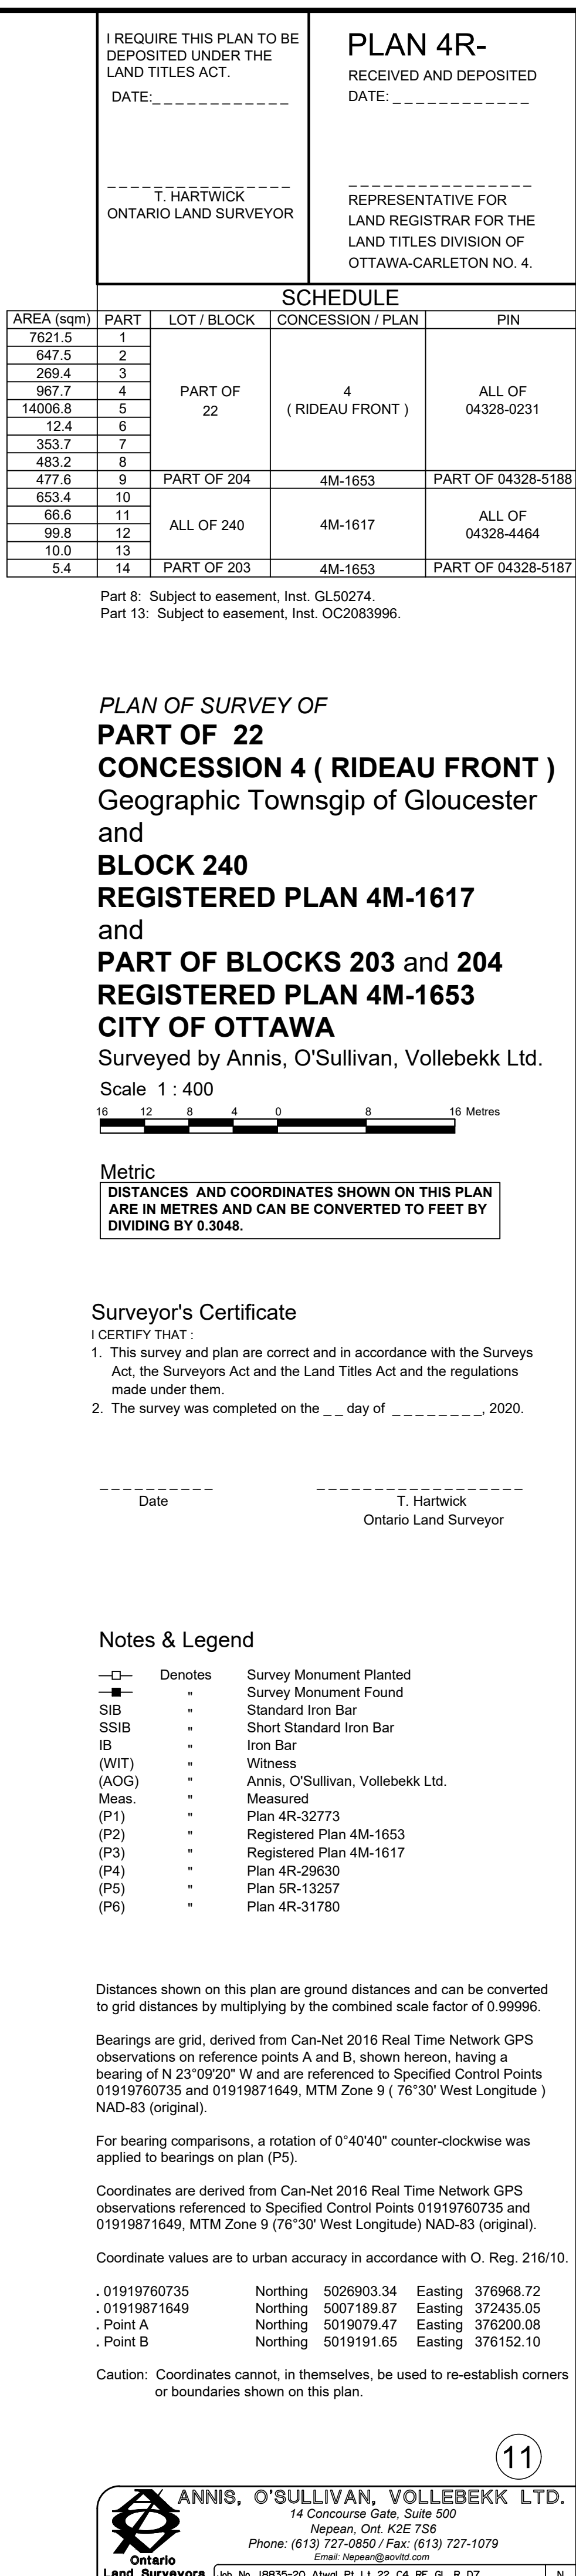 I REQUIRE THIS PLAN TO BE
DEPOSITED UNDER THE
LAND TITLES ACT.
DATE:_ _ _ _ _ _ _ _ _ _ _ _
_ _ _ _ _ _ _ _ _ _ _ _ _ _ _ _
T. HARTWICK
ONTARIO LAND SURVEYOR
PLAN 4R-
RECEIVED AND DEPOSITED
DATE: _ _ _ _ _ _ _ _ _ _ _ _
_ _ _ _ _ _ _ _ _ _ _ _ _ _ _ _
REPRESENTATIVE FOR
LAND REGISTRAR FOR THE
LAND TITLES DIVISION OF
OTTAWA-CARLETON NO. 4.
SCHEDULE
AREA (sqm) PART LOT / BLOCK CONCESSION / PLAN PIN
7621.5 1
647.5 2
269.4 3
967.7 4 PART OF 4 ALL OF
14006.8 5 22 ( RIDEAU FRONT ) 04328-0231
12.4 6
353.7 7
483.2 8
477.6 9 PART OF 204 4M-1653 PART OF 04328-5188
653.4 10
66.6 11 ALL OF 240 4M-1617 ALL OF
99.8 12 04328-4464
10.0 13
5.4 14 PART OF 203 4M-1653 PART OF 04328-5187
Part 8: Subject to easement, Inst. GL50274.
Part 13: Subject to easement, Inst. OC2083996.
PLAN OF SURVEY OF
PART OF 22
CONCESSION 4 ( RIDEAU FRONT )
Geographic Townsgip of Gloucester
and
BLOCK 240
REGISTERED PLAN 4M-1617
and
PART OF BLOCKS 203 and 204
REGISTERED PLAN 4M-1653
CITY OF OTTAWA
Surveyed by Annis, O'Sullivan, Vollebekk Ltd.
Scale 1 : 400
16 12 8 4 0 8 16 Metres
Metric
DISTANCES AND COORDINATES SHOWN ON THIS PLAN
ARE IN METRES AND CAN BE CONVERTED TO FEET BY
DIVIDING BY 0.3048.
Surveyor's Certificate
I CERTIFY THAT :
1. This survey and plan are correct and in accordance with the Surveys
Act, the Surveyors Act and the Land Titles Act and the regulations
made under them.
2. The survey was completed on the _ _ day of _ _ _ _ _ _ _ _, 2020.
_ _ _ _ _ _ _ _ _ _ _ _ _ _ _ _ _ _ _ _ _ _ _ _ _ _ _ _
Date T. Hartwick
Ontario Land Surveyor
Notes & Legend
Denotes Survey Monument Planted
" Survey Monument Found
SIB " Standard Iron Bar
SSIB " Short Standard Iron Bar
IB " Iron Bar
(WIT) " Witness
(AOG) " Annis, O'Sullivan, Vollebekk Ltd.
Meas. " Measured
(P1) " Plan 4R-32773
(P2) " Registered Plan 4M-1653
(P3) " Registered Plan 4M-1617
(P4) " Plan 4R-29630
(P5) " Plan 5R-13257
(P6) " Plan 4R-31780
Distances shown on this plan are ground distances and can be converted
to grid distances by multiplying by the combined scale factor of 0.99996.
Bearings are grid, derived from Can-Net 2016 Real Time Network GPS
observations on reference points A and B, shown hereon, having a
bearing of N 23°09'20" W and are referenced to Specified Control Points
01919760735 and 01919871649, MTM Zone 9 ( 76°30' West Longitude )
NAD-83 (original).
For bearing comparisons, a rotation of 0°40'40" counter-clockwise was
applied to bearings on plan (P5).
Coordinates are derived from Can-Net 2016 Real Time Network GPS
observations referenced to Specified Control Points 01919760735 and
01919871649, MTM Zone 9 (76°30' West Longitude) NAD-83 (original).
Coordinate values are to urban accuracy in accordance with O. Reg. 216/10.
. 01919760735 Northing 5026903.34 Easting 376968.72
. 01919871649 Northing 5007189.87 Easting 372435.05
. Point A Northing 5019079.47 Easting 376200.08
. Point B Northing 5019191.65 Easting 376152.10
Caution: Coordinates cannot, in themselves, be used to re-establish corners
or boundaries shown on this plan.
11
ANNIS, O'SULLIVAN, VOLLEBEKK LTD.
14 Concourse Gate, Suite 500
Nepean, Ont. K2E 7S6
Phone: (613) 727-0850 / Fax: (613) 727-1079
Email: Nepean@aovltd.com
Ontario
Land Surveyors
Job No. 18835-20 Atwal Pt Lt 22 C4 RF GL R D7